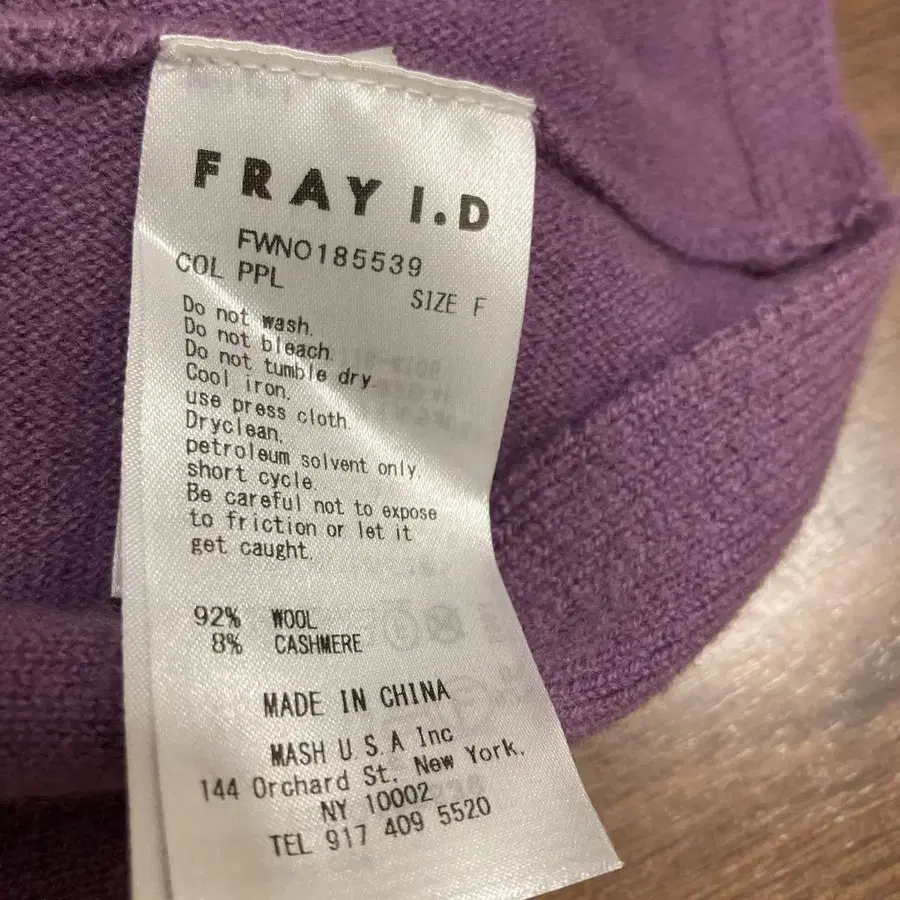 FRAY I.D
FWNO185539
COL PPL
SIZE F
Do not wash.
Do not bleach.
Do not tumble dry.
Cool iron.
use press cloth.
Dryclean.
petroleum solvent only.
short cycle.
Be careful not to expose
to friction or let it
get caught.
92% WOOL
8% CASHMERE
MADE IN CHINA
MASH U.S.A Inc
144 Orchard St. New York.
NY 10002
TEL 917 409 5520